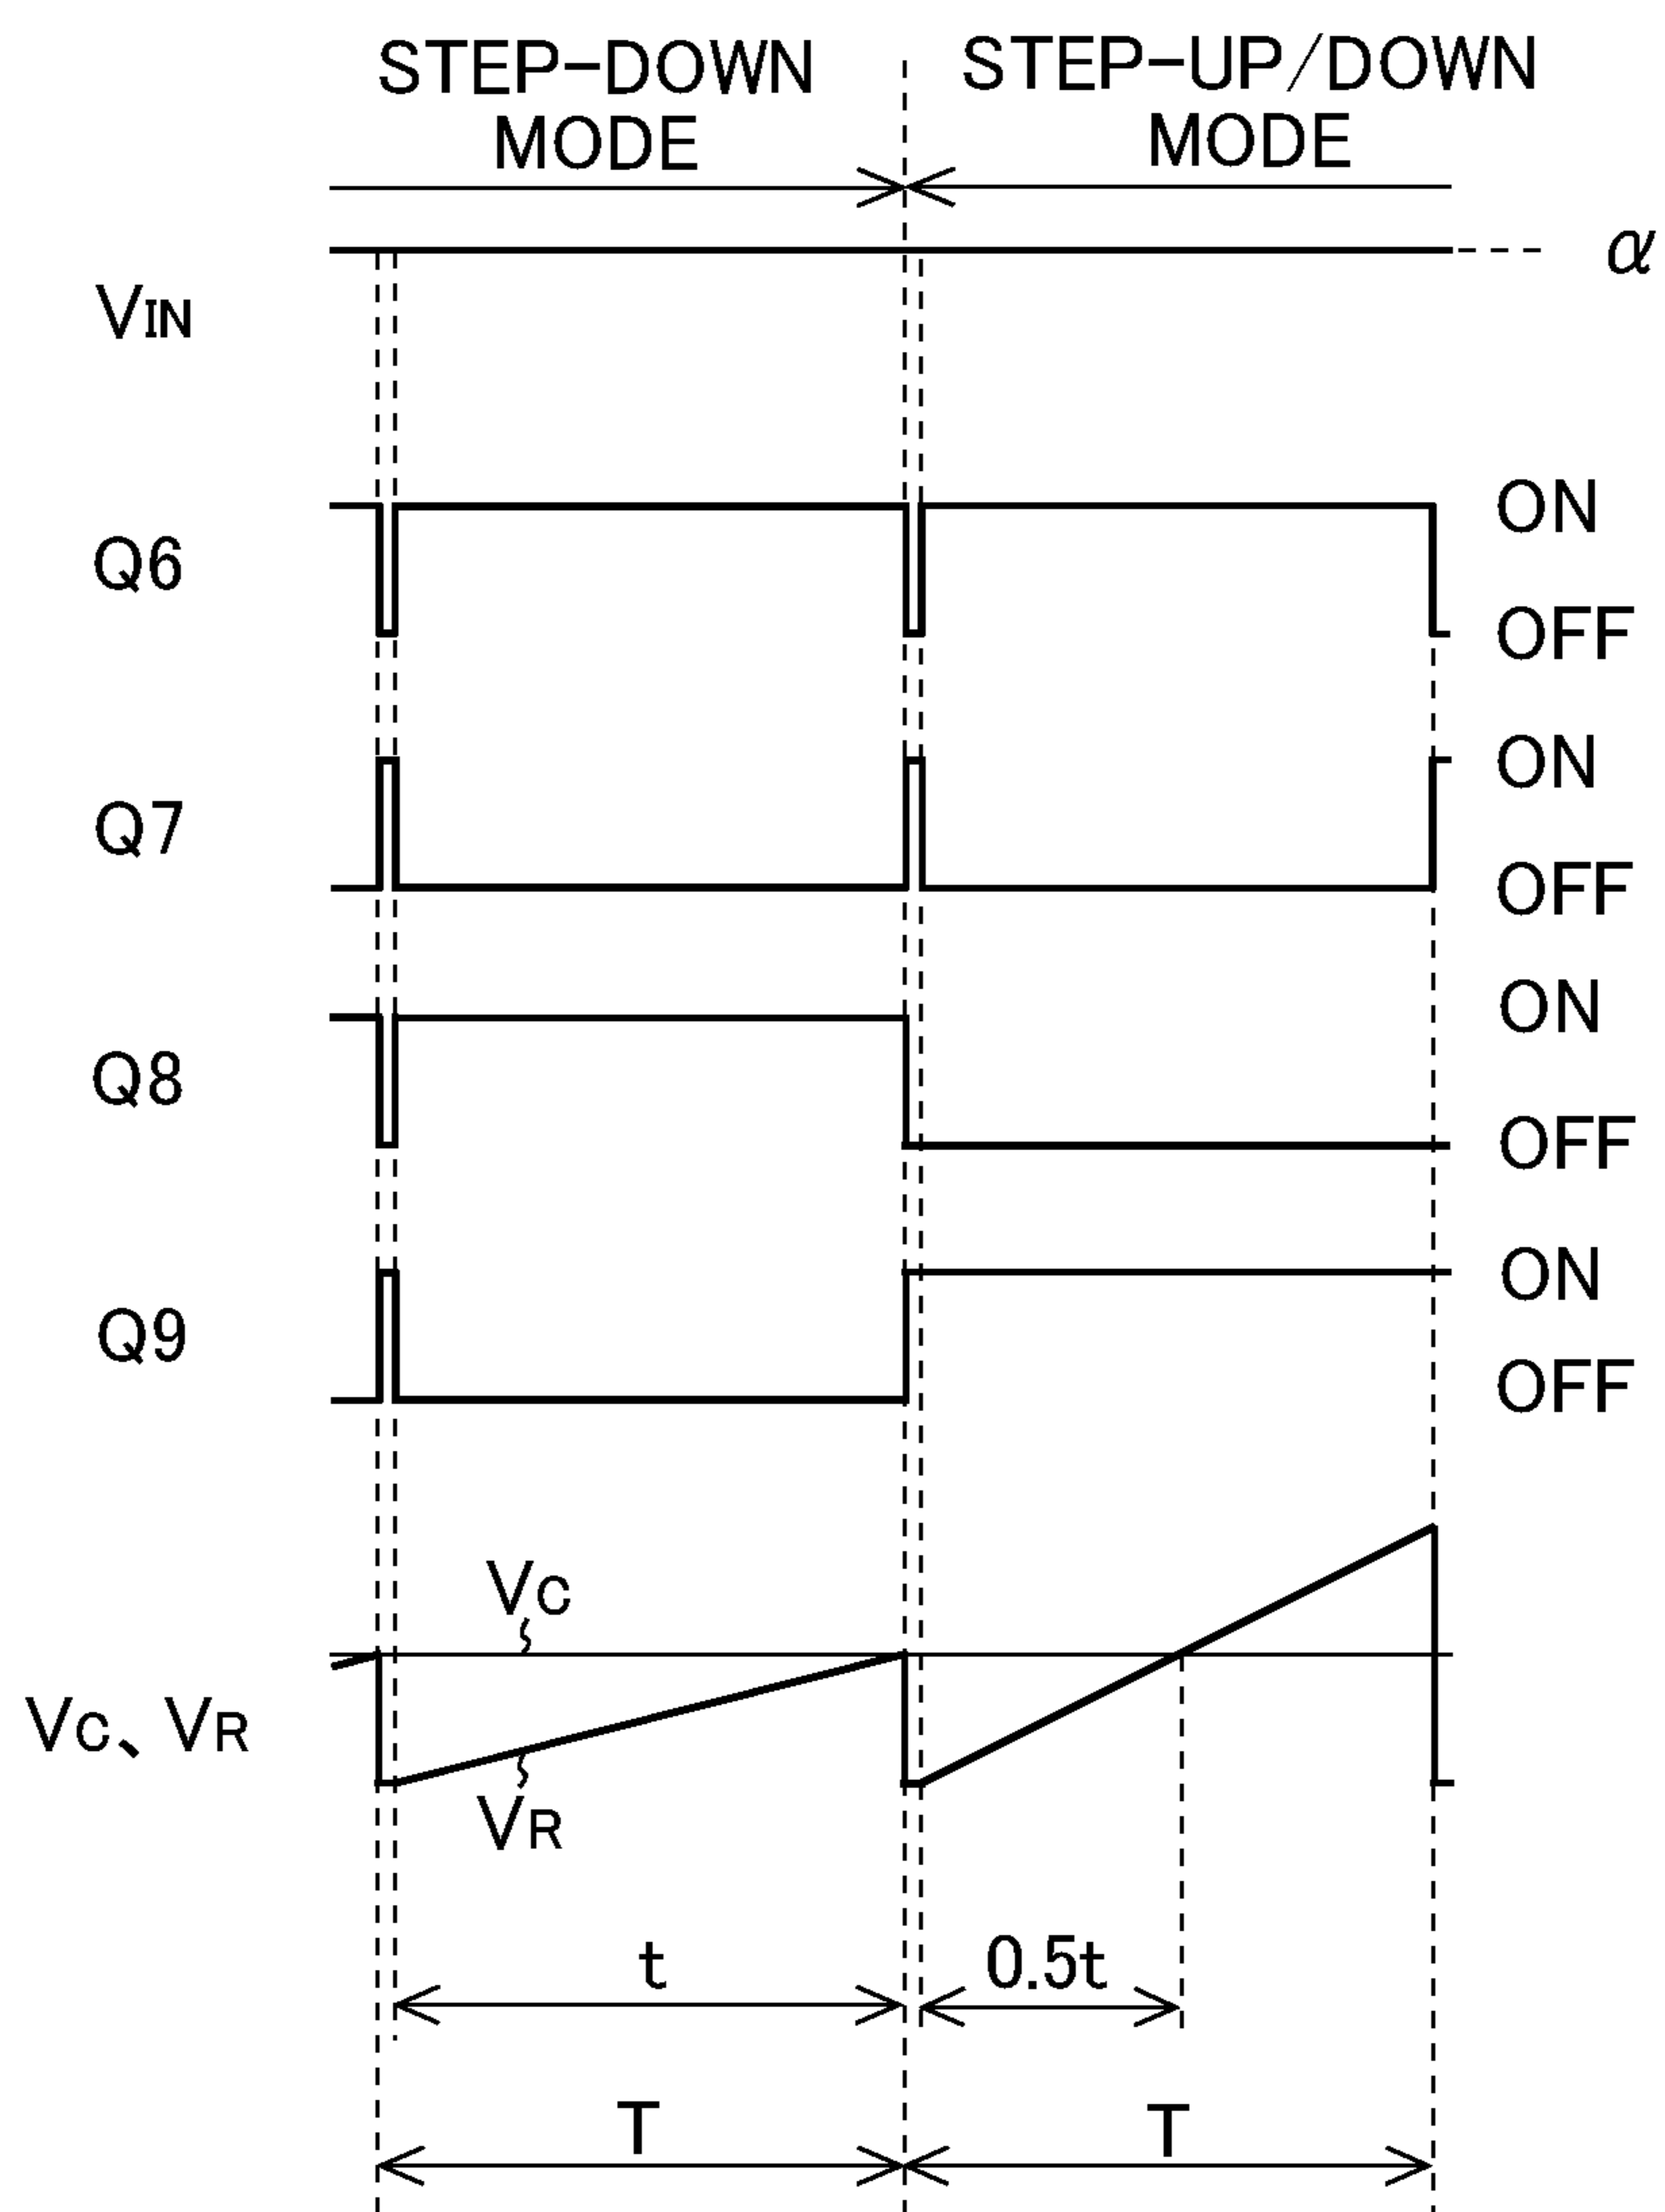 STEP-DOWN MODE
STEP-UP/DOWN MODE
α
VIN
ON
Q6
OFF
ON
Q7
OFF
ON
Q8
OFF
ON
Q9
OFF
VC
VC、VR
VR
t
0.5t
T
T